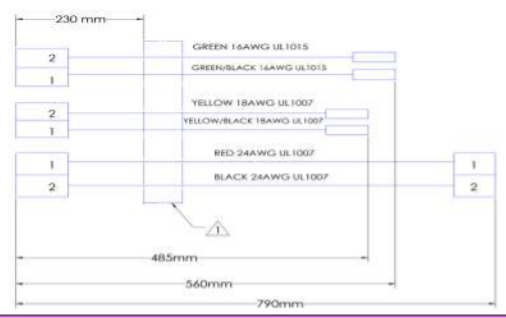 230 mm
GREEN 16AWG UL1015
2
GREEN/BLACK 16AWG UL1015
1
YELLOW 18AWG UL1007
2
YELLOW/BLACK 18AWG UL1007
1
RED 24AWG UL1007
1 1
BLACK 24AWG UL1007
2 2
1
485mm
560mm
790mm